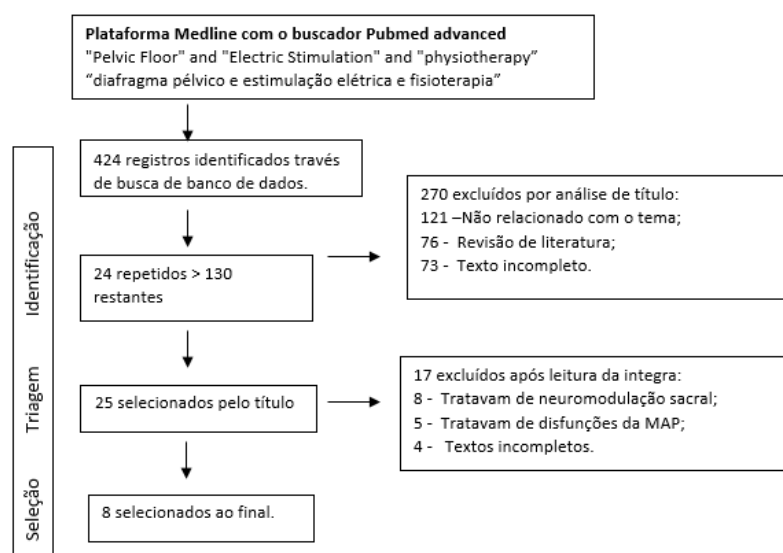 Plataforma Medline com o buscador Pubmed advanced
"Pelvic Floor" and "Electric Stimulation" and "physiotherapy”
“diafragma pélvico e estimulação elétrica e fisioterapia”
424 registros identificados través
de busca de banco de dados.
270 excluídos por análise de título:
121 –Não relacionado com o tema;
76 - Revisão de literatura;
73 - Texto incompleto.
Identificação
24 repetidos > 130
restantes
Triagem
25 selecionados pelo título
17 excluídos após leitura da integra:
8 - Tratavam de neuromodulação sacral;
5 - Tratavam de disfunções da MAP;
4 - Textos incompletos.
Seleção
8 selecionados ao final.